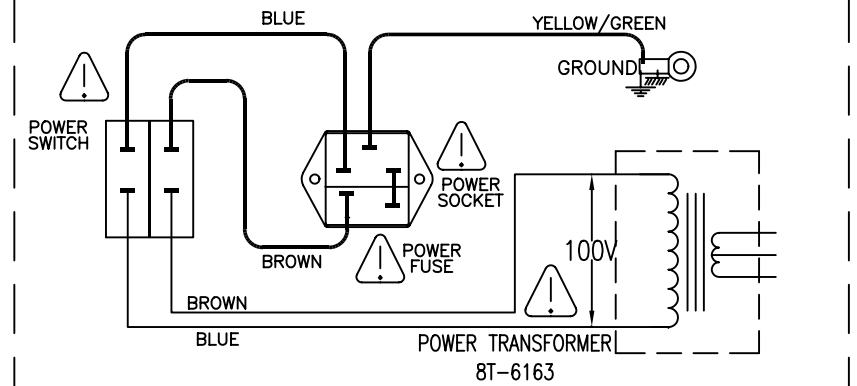 BLUE
YELLOW/GREEN
GROUND
POWER
SWITCH
POWER
SOCKET
POWER
FUSE
BROWN
100V
BROWN
BLUE
POWER TRANSFORMER
8T-6163